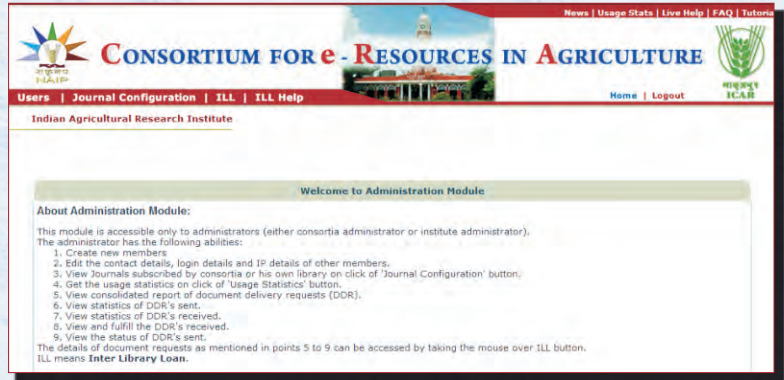 News | Usage Stats | Live Help | FAQ | Tutoria
CONSORTIUM FOR e - RESOURCES IN AGRICULTURE
NAIP
ICAR
Users | Journal Configuration | ILL | ILL Help
Home | Logout
Indian Agricultural Research Institute
Welcome to Administration Module
About Administration Module:
This module is accessible only to administrators (either consortia administrator or institute administrator).
The administrator has the following abilities:
1. Create new members
2. Edit the contact details, login details and IP details of other members.
3. View Journals subscribed by consortia or his own library on click of 'Journal Configuration' button.
4. Get the usage statistics on click of 'Usage Statistics' button.
5. View consolidated report of document delivery requests (DDR).
6. View statistics of DDR's sent.
7. View statistics of DDR's received.
8. View and fulfill the DDR's received.
9. View the status of DDR's sent.
The details of document requests as mentioned in points 5 to 9 can be accessed by taking the mouse over ILL button.
ILL means Inter Library Loan.